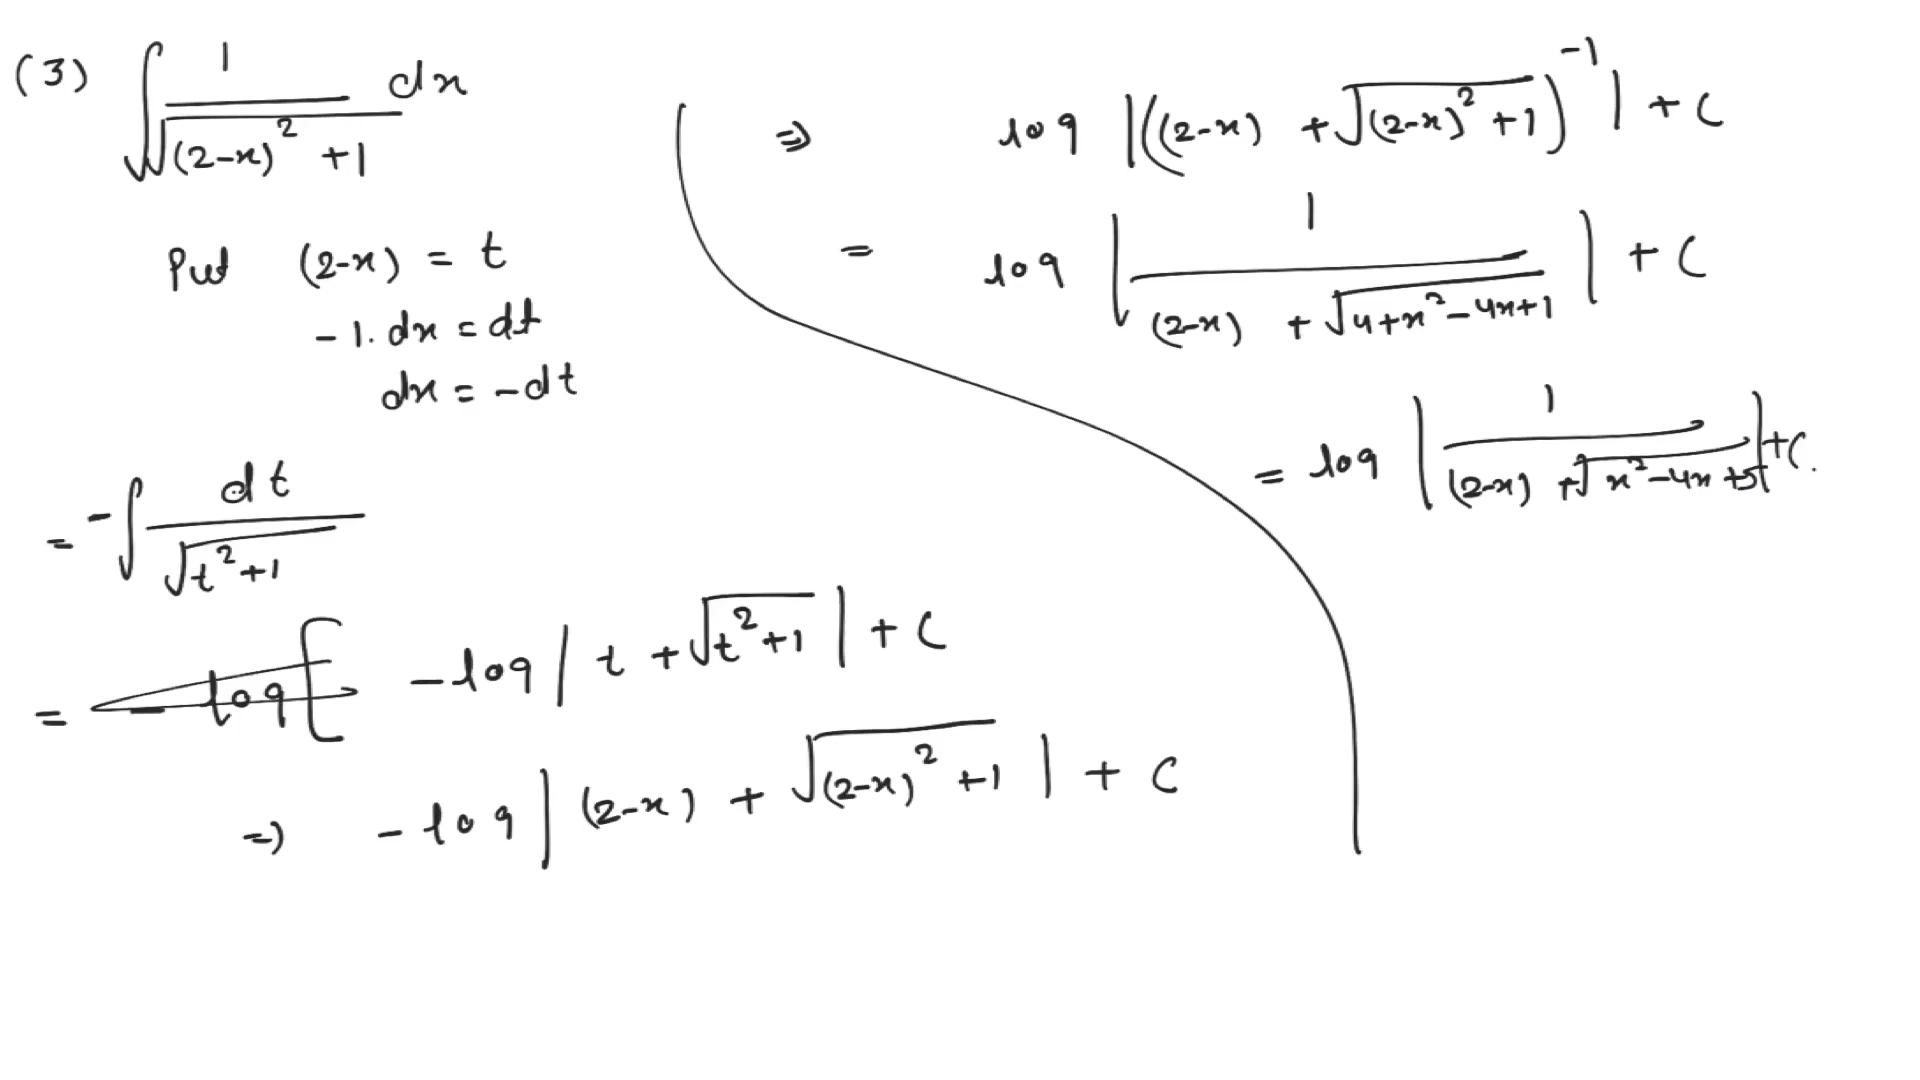 (3) ∫ 1/√((2-x)² + 1) dx
Put (2-x) = t
-1. dx = dt
dx = -dt
= -∫ dt/√(t²+1)
= - log[ -log | t + √(t²+1) | + C
=) -log | (2-x) + √((2-x)² + 1) | + C
=> log | ((2-x) + √((2-x)² + 1))⁻¹ | + C
= log | 1/((2-x) + √(4+x²-4x+1)) | + C
= log | 1/((2-x) + √(x²-4x+5)) | + C.